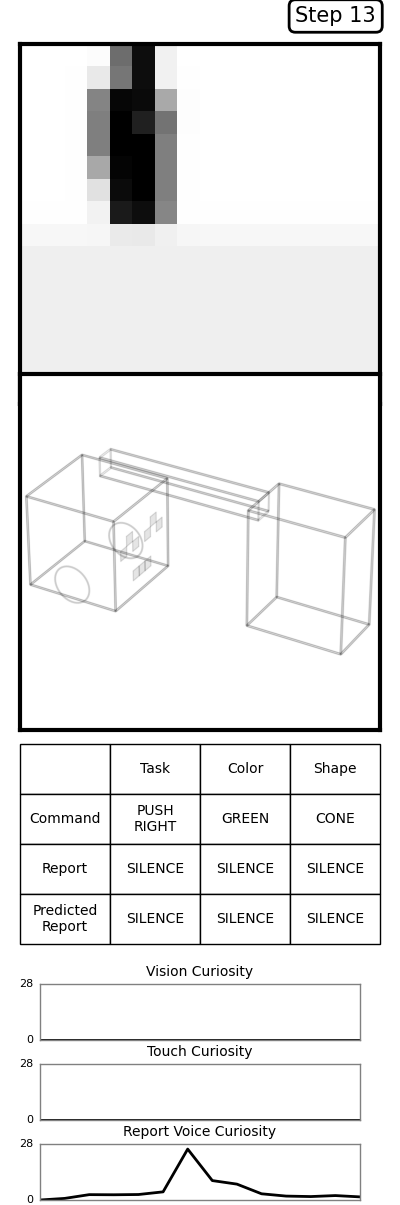 Step 13
Task Color Shape
Command PUSH RIGHT GREEN CONE
Report SILENCE SILENCE SILENCE
Predicted Report SILENCE SILENCE SILENCE
Vision Curiosity
28
0
Touch Curiosity
28
0
Report Voice Curiosity
28
0